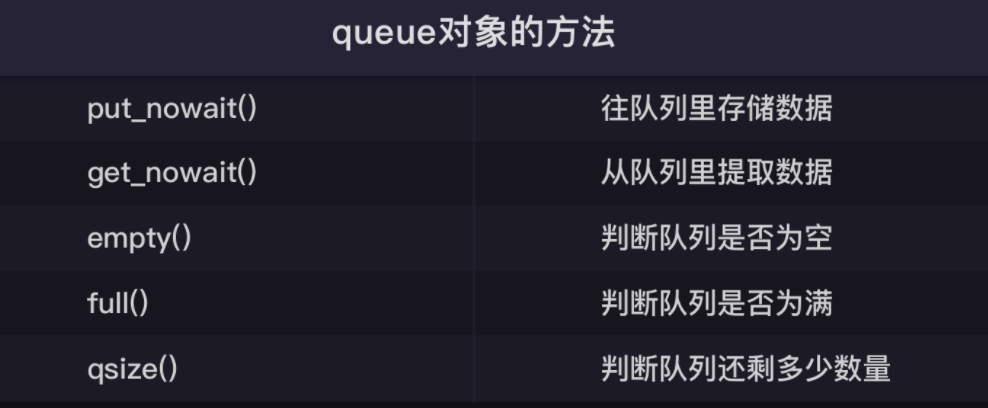 queue对象的方法
put_nowait() 往队列里存储数据
get_nowait() 从队列里提取数据
empty() 判断队列是否为空
full() 判断队列是否为满
qsize() 判断队列还剩多少数量